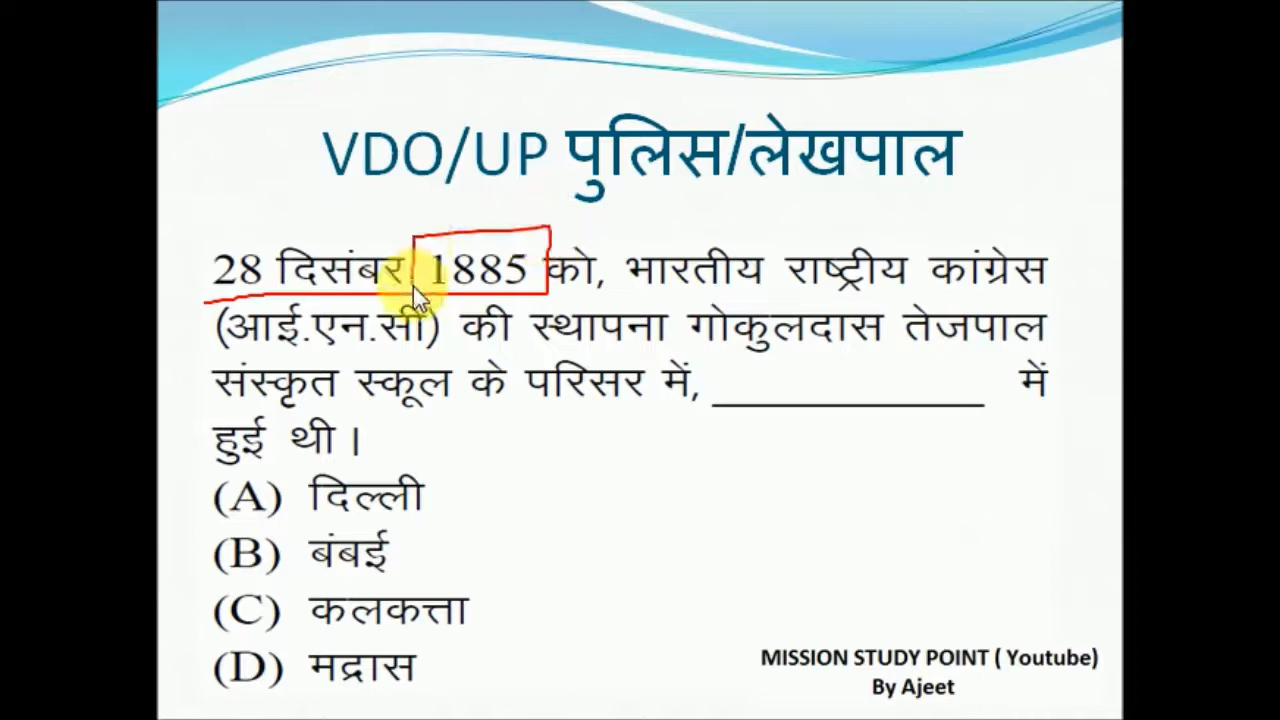 VDO/UP पुलिस/लेखपाल
28 दिसंबर 1885 को, भारतीय राष्ट्रीय कांग्रेस
(आई.एन.सी) की स्थापना गोकुलदास तेजपाल
संस्कृत स्कूल के परिसर में, ______________ में
हुई थी।
(A) दिल्ली
(B) बंबई
(C) कलकत्ता
(D) मद्रास
MISSION STUDY POINT ( Youtube)
By Ajeet